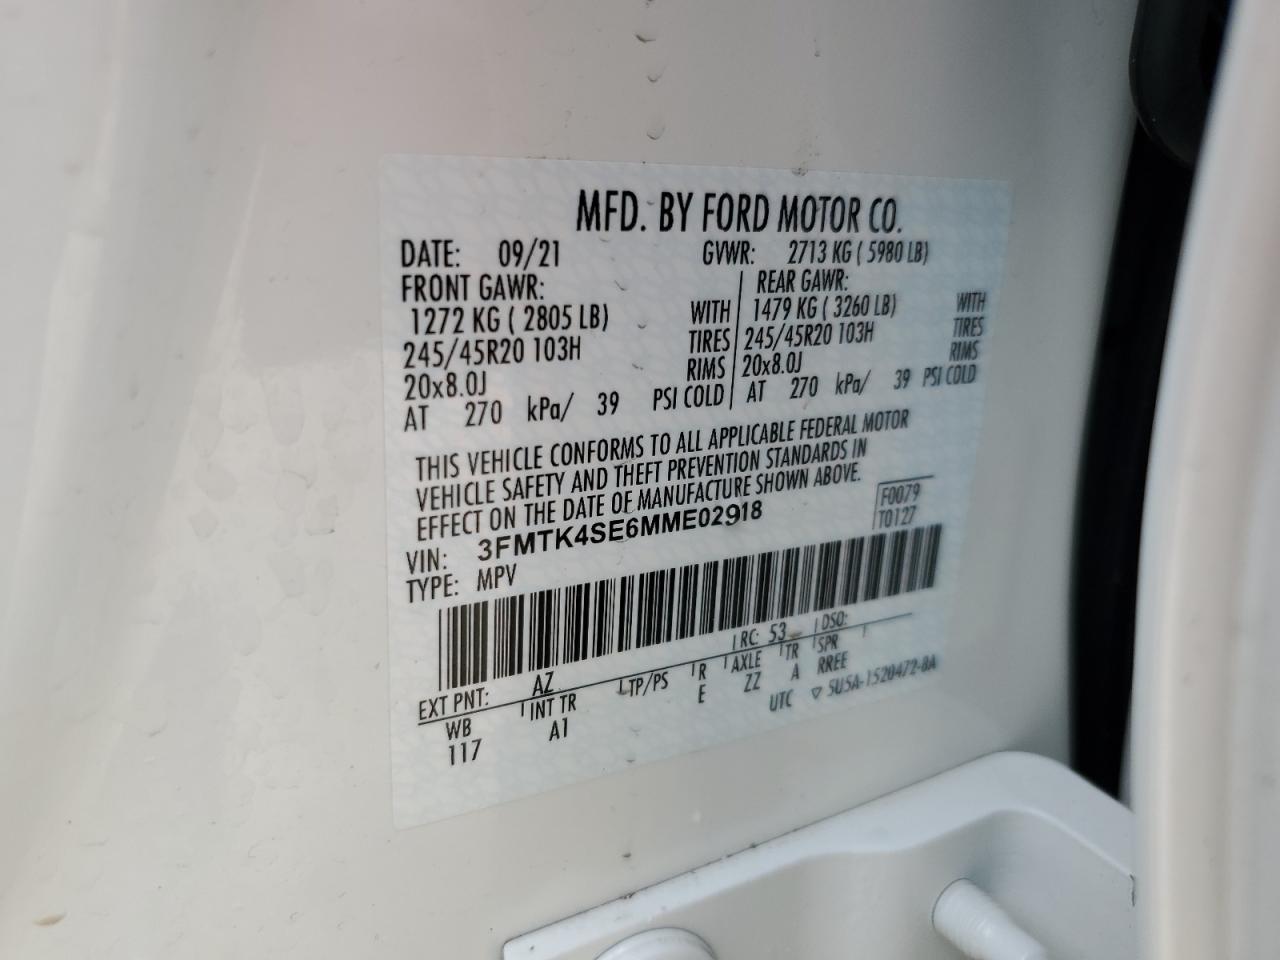 MFD. BY FORD MOTOR CO.
DATE: 09/21 GVWR: 2713 KG ( 5980 LB)
FRONT GAWR: REAR GAWR:
1272 KG ( 2805 LB) WITH 1479 KG ( 3260 LB) WITH
245/45R20 103H TIRES 245/45R20 103H TIRES
20x8.0J RIMS 20x8.0J RIMS
AT 270 kPa/ 39 PSI COLD AT 270 kPa/ 39 PSI COLD
THIS VEHICLE CONFORMS TO ALL APPLICABLE FEDERAL MOTOR
VEHICLE SAFETY AND THEFT PREVENTION STANDARDS IN
EFFECT ON THE DATE OF MANUFACTURE SHOWN ABOVE.
VIN: 3FMTK4SE6MME02918 F0079
TYPE: MPV T0127
EXT PNT: AZ RC: 53 DSO:
WB INT TR TP/PS R AXLE TR SPR
117 A1 E ZZ A RREE
UTC ▽ 5U5A-1520472-BA